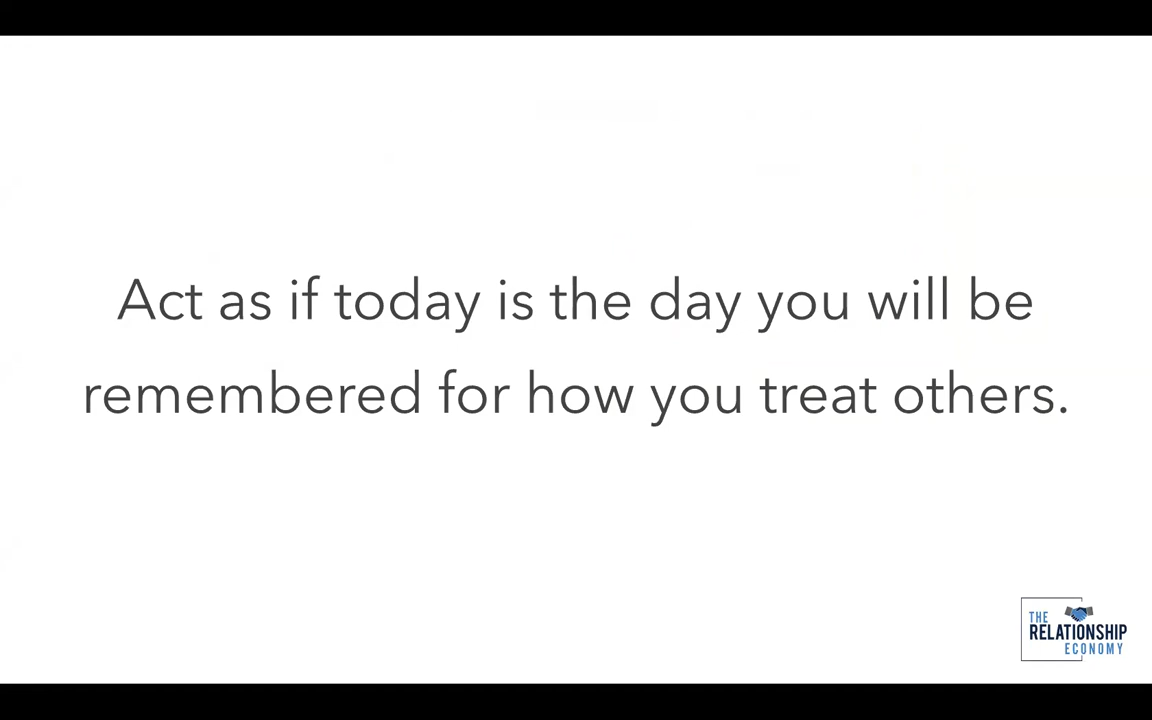 Act as if today is the day you will be
remembered for how you treat others.
THE
RELATIONSHIP
ECONOMY